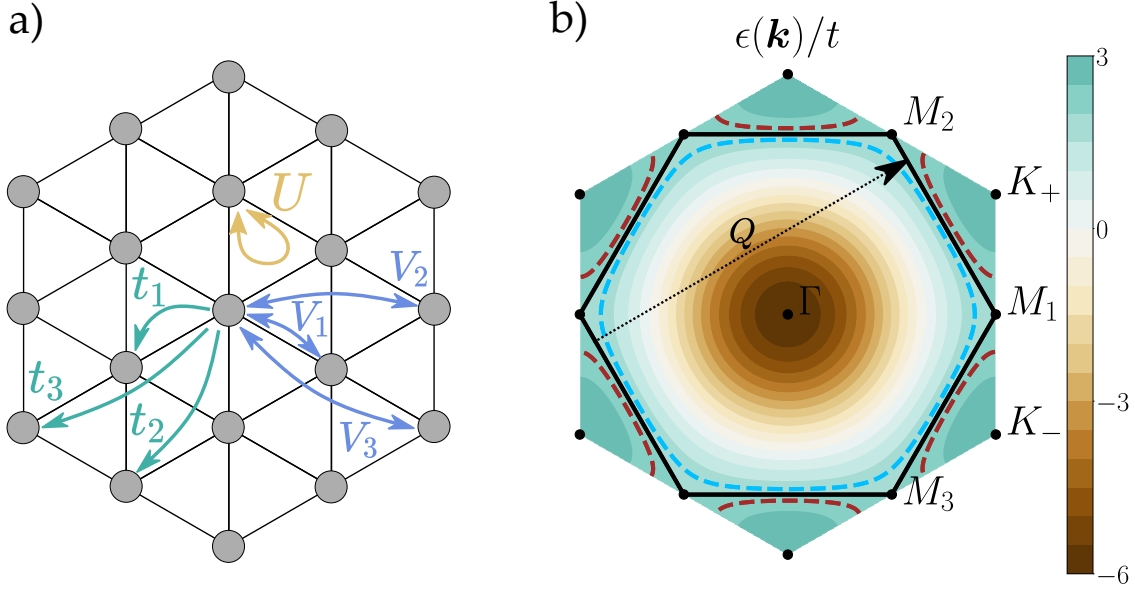 a)
U
V₂
V₁
t₁
t₃
t₂
V₃
b)
ϵ(k)/t
M₂
K₊
Q
Γ
M₁
K₋
M₃
3
0
−3
−6